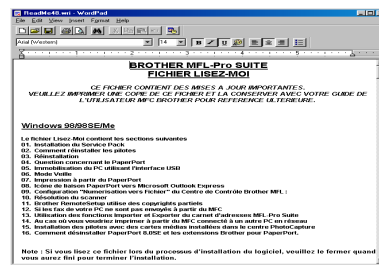 ReadMe48.wri - WordPad
File Edit View Insert Format Help
Arial (Western) 14 B / U
1 2 3 4 5
BROTHER MFL-Pro SUITE
FICHIER LISEZ-MOI
CE FICHIER CONTIENT DES MISES A JOUR IMPORTANTES.
VEUILLEZ IMPRIMER UNE COPIE DE CE FICHIER ET LA CONSERVER AVEC VOTRE GUIDE DE
L'UTILISATEUR MFC BROTHER POUR REFERENCE ULTERIEURE.
Windows 98/98SE/Me
Le fichier Lisez-Moi contient les sections suivantes
01. Installation du Service Pack
02. Comment réinstaller les pilotes
03. Réinstallation
04. Question concernant le PaperPort
05. Immobilisation du PC utilisant l'interface USB
06. Mode Veille
07. Impression à partir du PaperPort
08. Icône de liaison PaperPort vers Microsoft Outlook Express
09. Configuration "Numérisation vers Fichier" du Centre de Contrôle Brother MFL :
10. Résolution du scanner
11. Brother RemoteSetup utilise des copyrights partiels
12. Si les fax de votre PC ne sont pas envoyés à partir du MFC
13. Utilisation des fonctions Importer et Exporter du carnet d'adresses MFL-Pro Suite
14. Au cas où vous voudriez imprimer à partir du MFC connecté à un autre PC en réseau
15. Installation des pilotes avec des cartes médias installées dans le centre PhotoCapture
16. Comment désinstaller PaperPort 8.0SE et les extensions Brother pour PaperPort.
Note : Si vous lisez ce fichier lors du processus d'installation du logiciel, veuillez le fermer quand
vous aurez fini pour terminer l'installation.